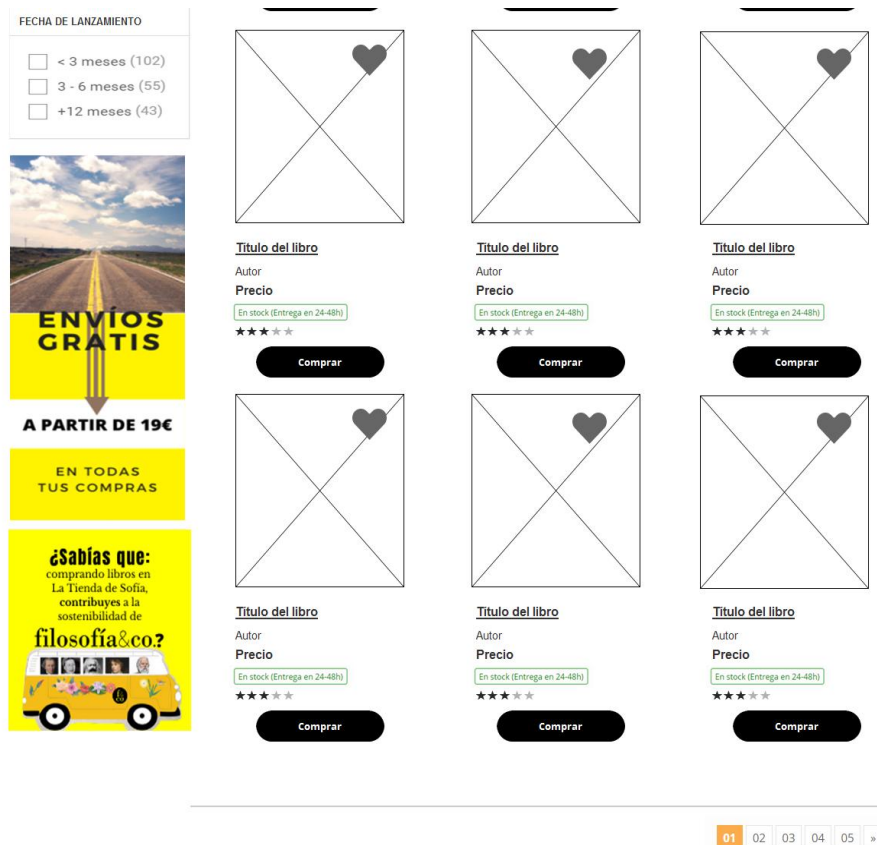 FECHA DE LANZAMIENTO
< 3 meses (102)
3 - 6 meses (55)
+12 meses (43)
ENVÍOS
GRATIS
A PARTIR DE 19€
EN TODAS
TUS COMPRAS
¿Sabías que:
comprando libros en
La Tienda de Sofía,
contribuyes a la
sostenibilidad de
filosofía&co.?
Titulo del libro
Autor
Precio
En stock (Entrega en 24-48h)
Comprar
Titulo del libro
Autor
Precio
En stock (Entrega en 24-48h)
Comprar
Titulo del libro
Autor
Precio
En stock (Entrega en 24-48h)
Comprar
Titulo del libro
Autor
Precio
En stock (Entrega en 24-48h)
Comprar
Titulo del libro
Autor
Precio
En stock (Entrega en 24-48h)
Comprar
Titulo del libro
Autor
Precio
En stock (Entrega en 24-48h)
Comprar
01 02 03 04 05 »